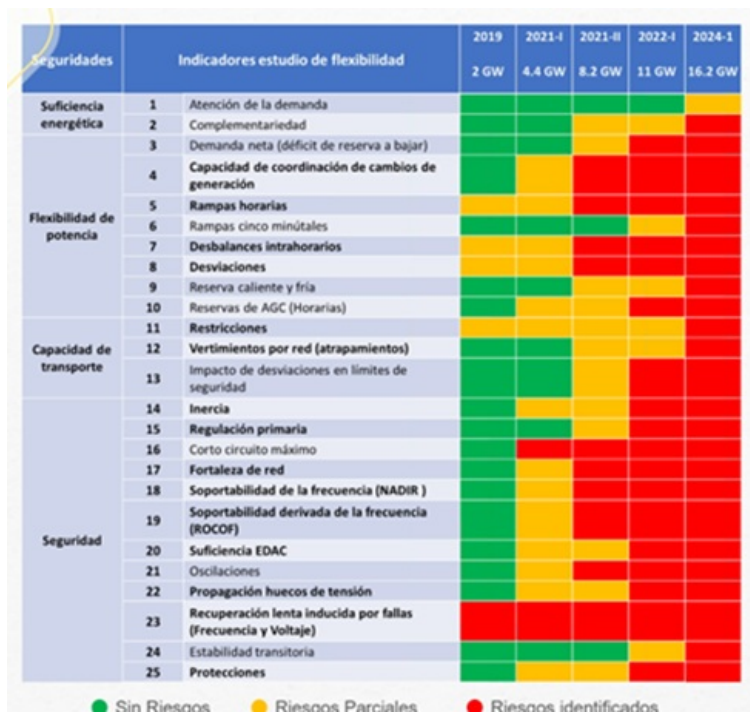 Seguridades Indicadores estudio de flexibilidad 2019 2021-I 2021-II 2022-I 2024-1
2 GW 4.4 GW 8.2 GW 11 GW 16.2 GW
Suficiencia energética
1 Atención de la demanda
2 Complementariedad
Flexibilidad de potencia
3 Demanda neta (déficit de reserva a bajar)
4 Capacidad de coordinación de cambios de
generación
5 Rampas horarias
6 Rampas cinco minútales
7 Desbalances intrahorarios
8 Desviaciones
9 Reserva caliente y fría
10 Reservas de AGC (Horarias)
Capacidad de transporte
11 Restricciones
12 Vertimientos por red (atrapamientos)
13 Impacto de desviaciones en límites de
seguridad
Seguridad
14 Inercia
15 Regulación primaria
16 Corto circuito máximo
17 Fortaleza de red
18 Soportabilidad de la frecuencia (NADIR )
19 Soportabilidad derivada de la frecuencia
(ROCOF)
20 Suficiencia EDAC
21 Oscilaciones
22 Propagación huecos de tensión
23 Recuperación lenta inducida por fallas
(Frecuencia y Voltaje)
24 Estabilidad transitoria
25 Protecciones
Sin Riesgos Riesgos Parciales Riesgos identificados